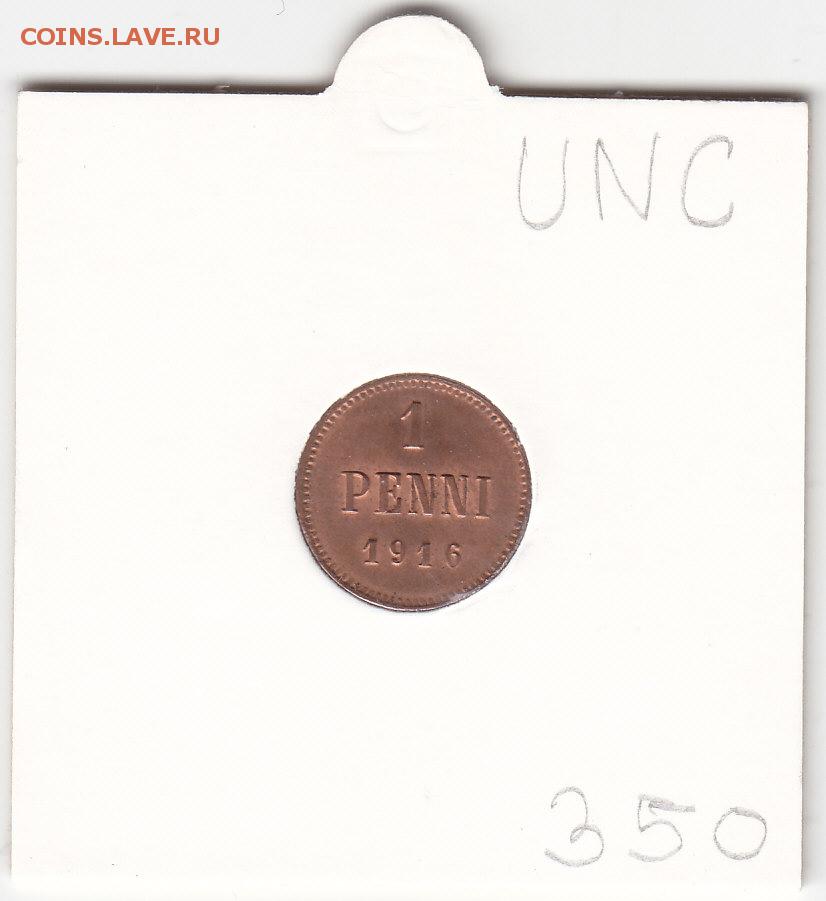 COINS.LAVE.RU
UNC
1
PENNI
1916
350